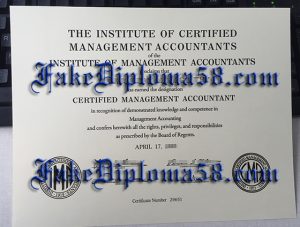 THE INSTITUTE OF CERTIFIED
MANAGEMENT ACCOUNTANTS
of the
INSTITUTE OF MANAGEMENT ACCOUNTANTS
FakeDiploma58.com
has earned the designation
CERTIFIED MANAGEMENT ACCOUNTANT
in recognition of demonstrated knowledge and competence in
Management Accounting
and confers herewith all the rights, privileges, and responsibilities
as prescribed by the Board of Regents.
APRIL 17, 1888
FakeDiploma58.com
Certificate Number